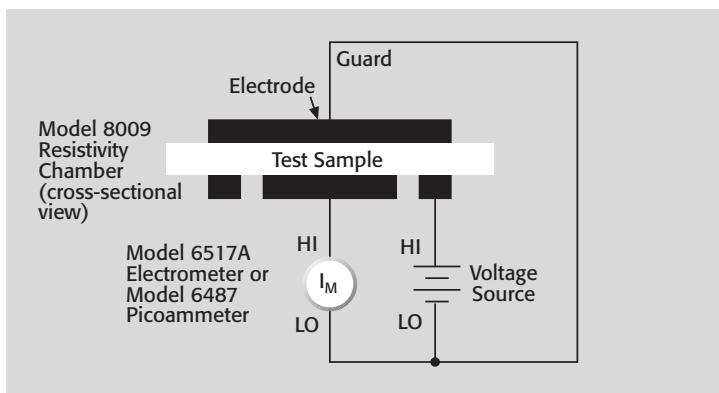 Guard
Electrode
Model 8009
Resistivity
Chamber
(cross-sectional
view)
Test Sample
Model 6517A
Electrometer or
Model 6487
Picoammeter
HI
IM
LO
HI
Voltage
Source
LO